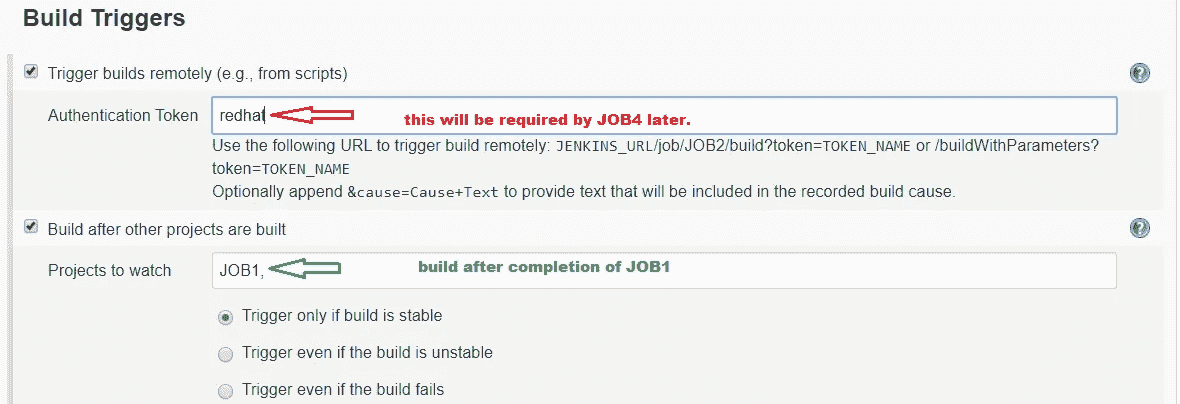 Build Triggers
Trigger builds remotely (e.g., from scripts)
Authentication Token redhat this will be required by JOB4 later.
Use the following URL to trigger build remotely: JENKINS_URL/job/JOB2/build?token=TOKEN_NAME or /buildWithParameters?
token=TOKEN_NAME
Optionally append &cause=Cause+Text to provide text that will be included in the recorded build cause.
Build after other projects are built
Projects to watch JOB1, build after completion of JOB1
Trigger only if build is stable
Trigger even if the build is unstable
Trigger even if the build fails